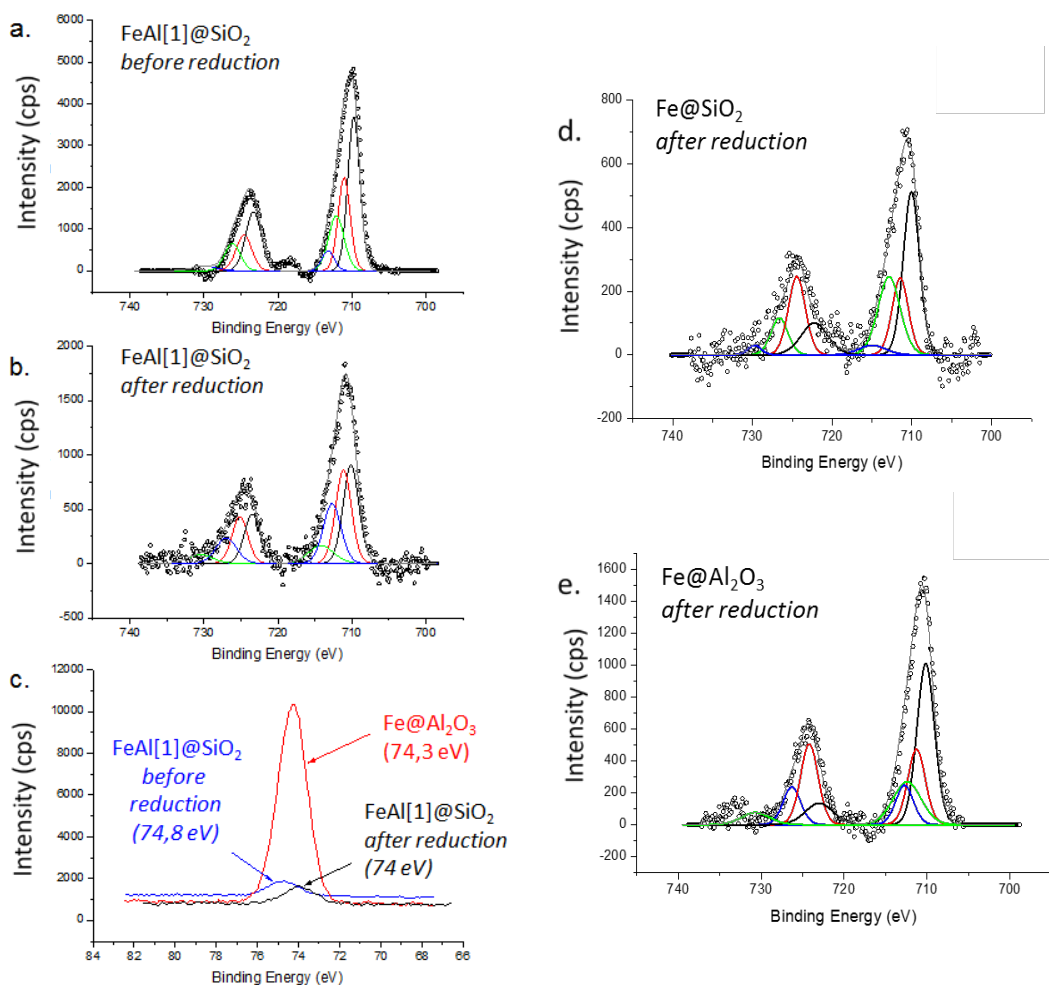 a.
FeAl[1]@SiO₂
before reduction
Intensity (cps)
6000
5000
4000
3000
2000
1000
0
740
730
720
710
700
Binding Energy (eV)
b.
FeAl[1]@SiO₂
after reduction
Intensity (cps)
2000
1500
1000
500
0
-500
740
730
720
710
700
Binding Energy (eV)
c.
Intensity (cps)
12000
10000
8000
6000
4000
2000
0
FeAl[1]@SiO₂
before
reduction
(74,8 eV)
Fe@Al₂O₃
(74,3 eV)
FeAl[1]@SiO₂
after reduction
(74 eV)
84
82
80
78
76
74
72
70
68
66
Binding Energy (eV)
d.
Fe@SiO₂
after reduction
Intensity (cps)
800
600
400
200
0
-200
740
730
720
710
700
Binding Energy (eV)
e.
Fe@Al₂O₃
after reduction
Intensity (cps)
1600
1400
1200
1000
800
600
400
200
0
-200
740
730
720
710
700
Binding Energy (eV)